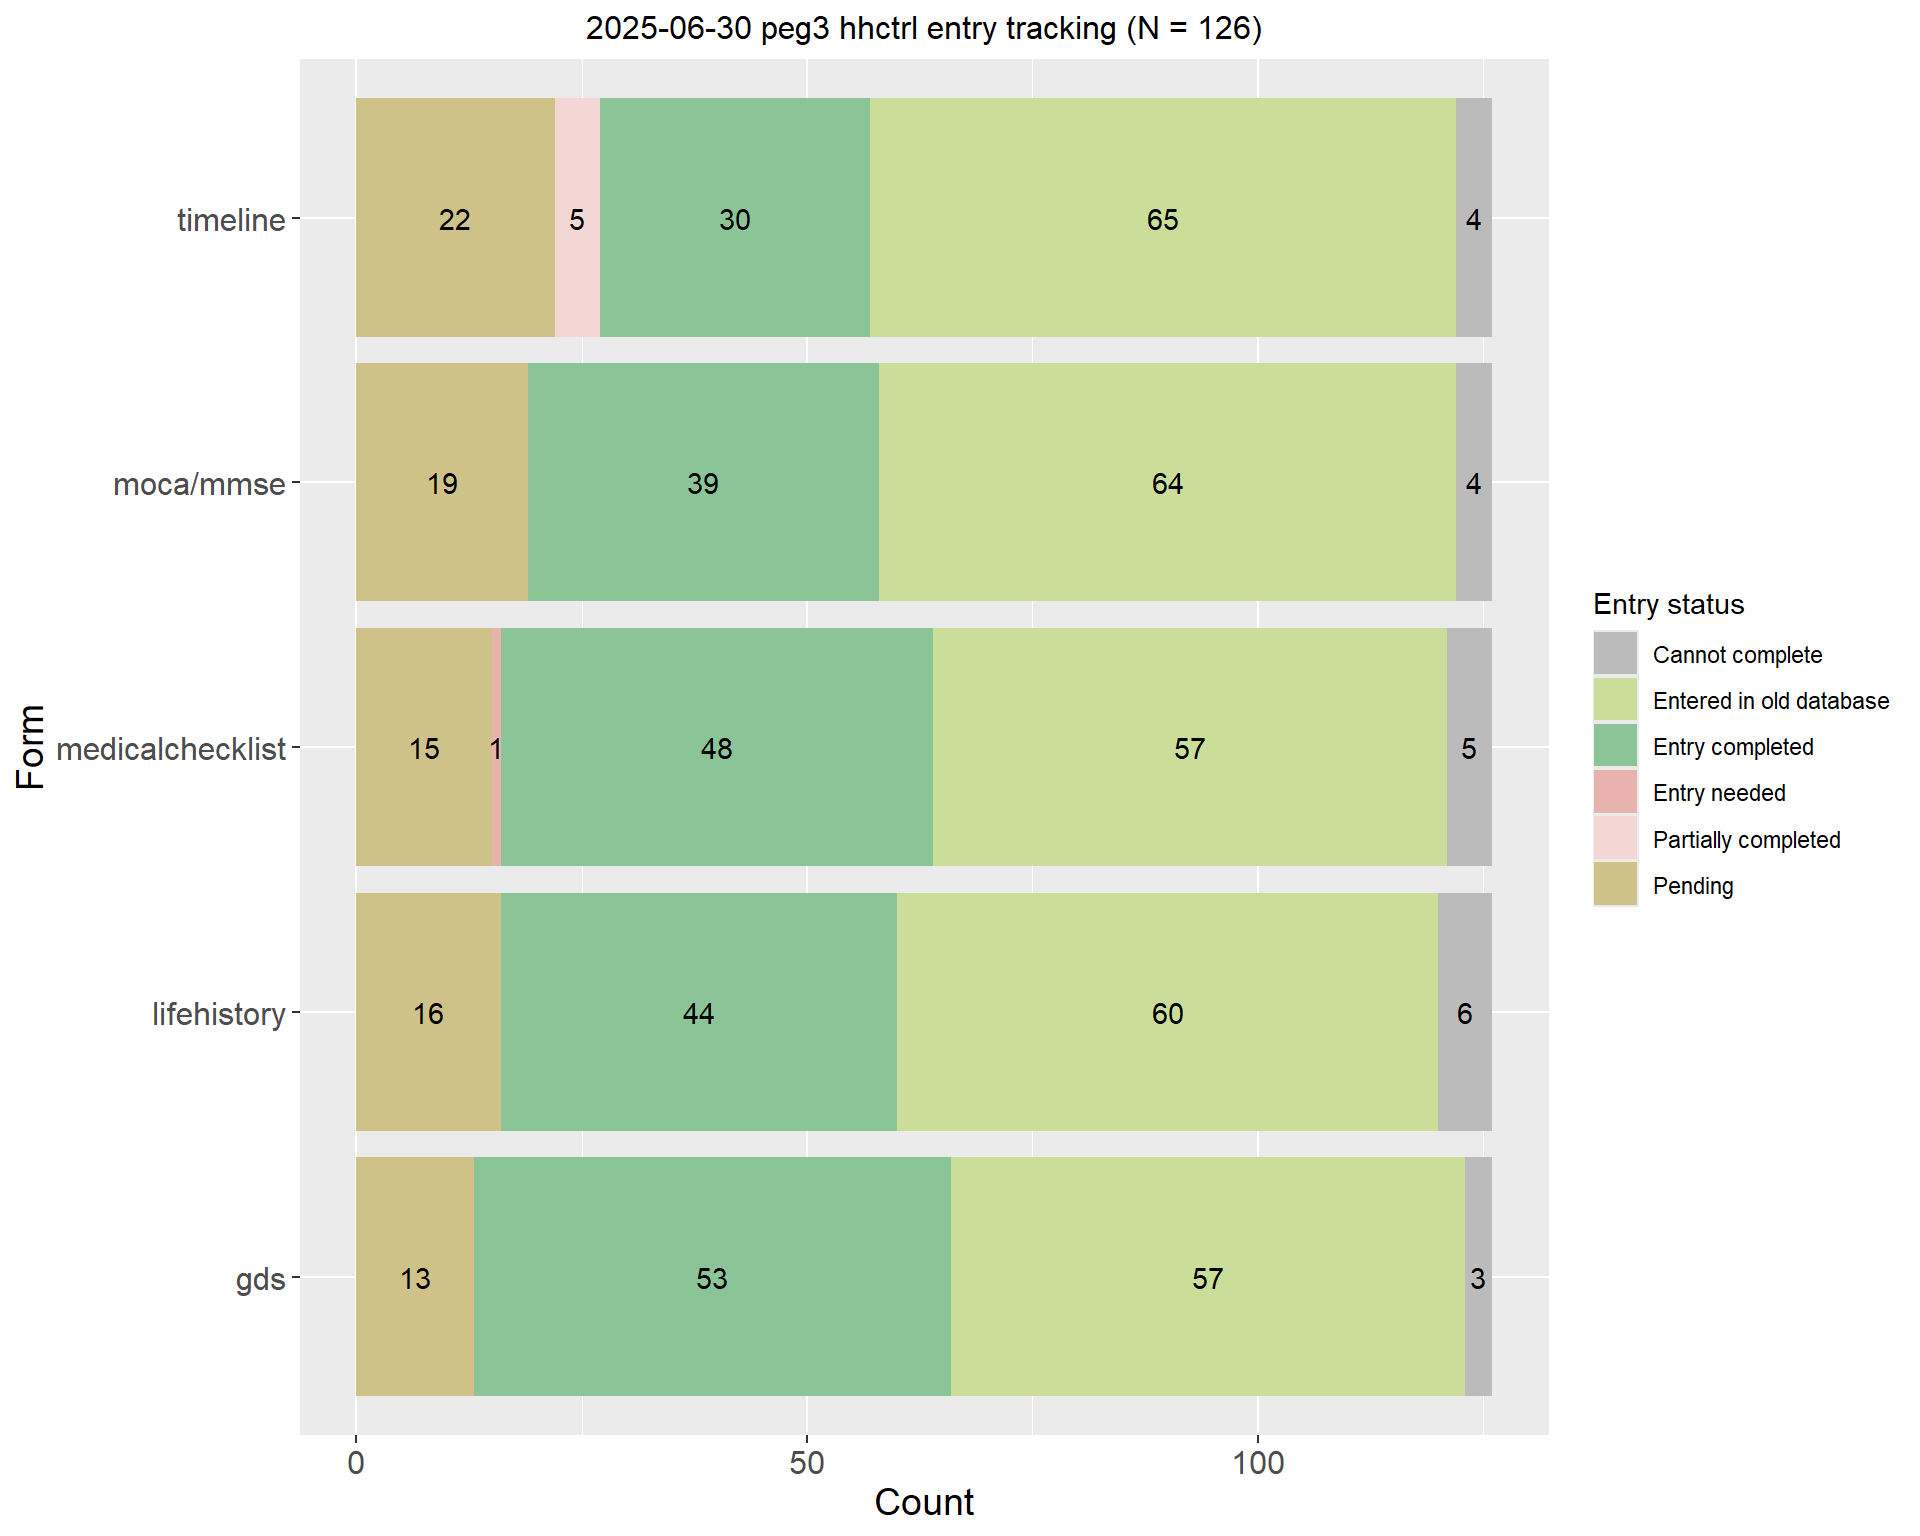 2025-06-30 peg3 hhctrl entry tracking (N = 126)
timeline
22 5 30 65 4
moca/mmse
19 39 64 4
medicalchecklist
15 1 48 57 5
lifehistory
16 44 60 6
gds
13 53 57 3
Form
0 50 100
Count
Entry status
Cannot complete
Entered in old database
Entry completed
Entry needed
Partially completed
Pending